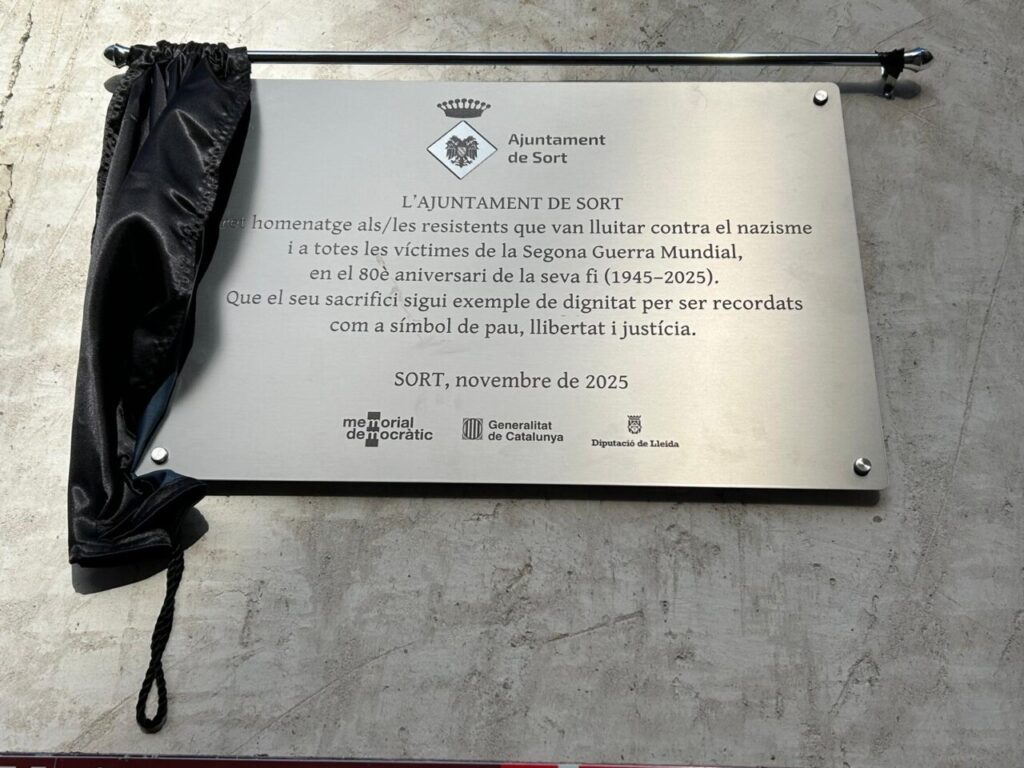 Ajuntament
de Sort
L'AJUNTAMENT DE SORT
ret homenatge als/les resistents que van lluitar contra el nazisme
i a totes les víctimes de la Segona Guerra Mundial,
en el 80è aniversari de la seva fi (1945–2025).
Que el seu sacrifici sigui exemple de dignitat per ser recordats
com a símbol de pau, llibertat i justícia.
SORT, novembre de 2025
memorial
democràtic
Generalitat
de Catalunya
Diputació de Lleida